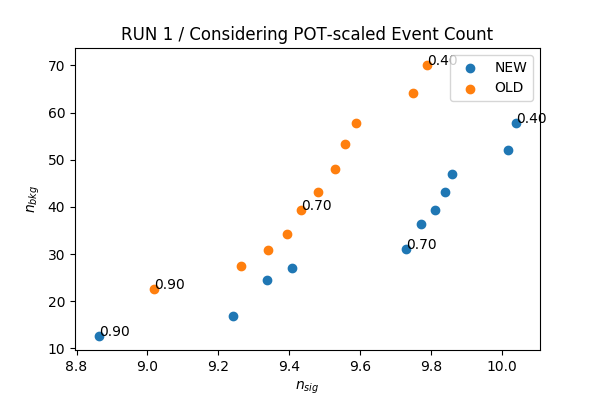 RUN 1 / Considering POT-scaled Event Count
n_bkg
70
60
50
40
30
20
10
0.40
0.40
0.70
0.70
0.90
0.90
NEW
OLD
8.8 9.0 9.2 9.4 9.6 9.8 10.0
n_sig